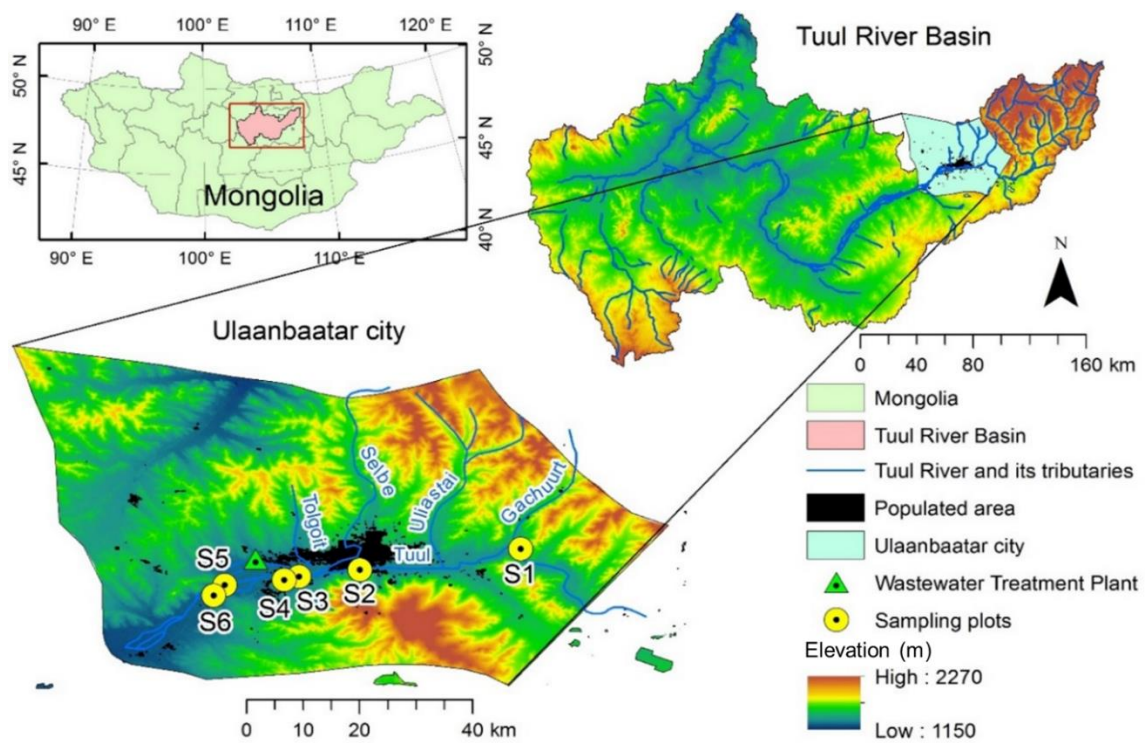 90° E
100° E
110° E
120° E
50° N
45° N
50° N
45° N
40° N
Mongolia
90° E
100° E
110° E
Tuul River Basin
N
0
40
80
160 km
Ulaanbaatar city
Selbe
Tolgoit
Uliastai
Gachuurt
Tuul
S1
S2
S3
S4
S5
S6
0
10
20
40 km
Mongolia
Tuul River Basin
Tuul River and its tributaries
Populated area
Ulaanbaatar city
Wastewater Treatment Plant
Sampling plots
Elevation (m)
High : 2270
Low : 1150